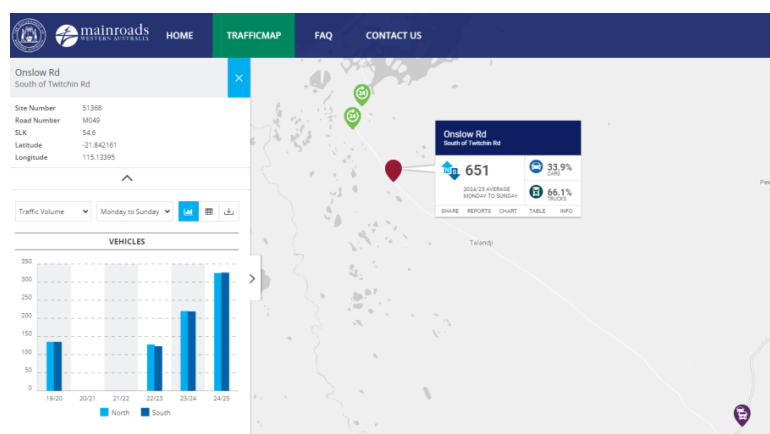 mainroads
WESTERN AUSTRALIA
HOME
TRAFFICMAP
FAQ
CONTACT US
Onslow Rd
South of Twitchin Rd
×
Site Number 51368
Road Number M049
SLK 54.6
Latitude -21.842161
Longitude 115.13395
Traffic Volume
Monday to Sunday
VEHICLES
350
300
250
200
150
100
50
0
19/20 20/21 21/22 22/23 23/24 24/25
North South
24
24
Onslow Rd
South of Twitchin Rd
N S 651
2024/25 AVERAGE
MONDAY TO SUNDAY
33.9%
CARS
66.1%
TRUCKS
SHARE REPORTS CHART TABLE INFO
Talandji